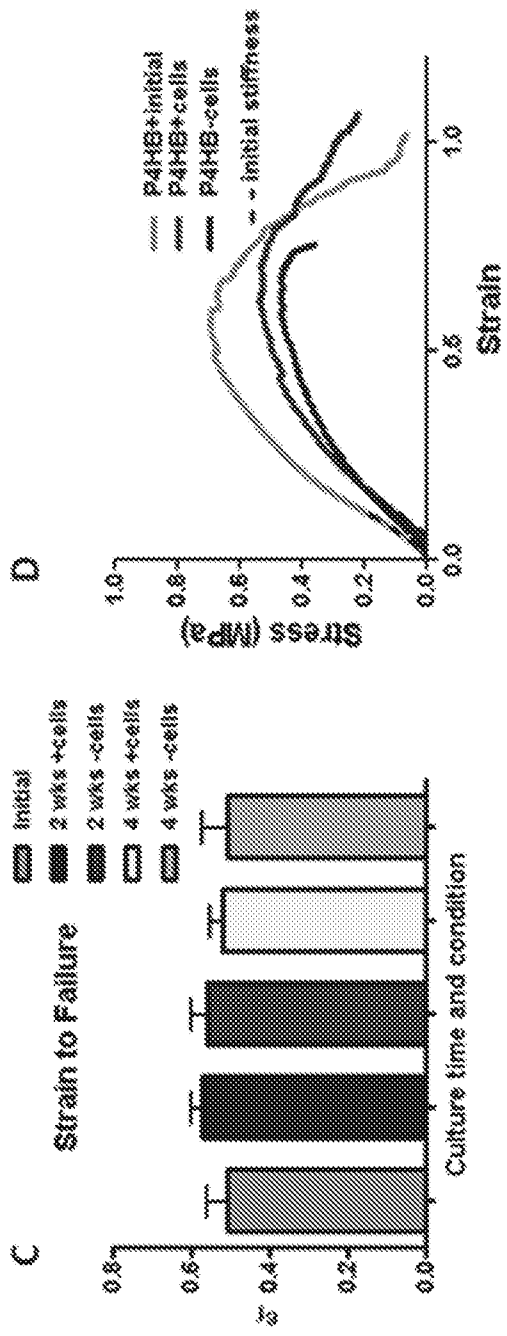 C
Strain to Failure
Initial
2 wks +cells
2 wks -cells
4 wks +cells
4 wks -cells
0.8
0.6
0.4
0.2
0.0
Culture time and condition
D
1.0
0.8
0.6
0.4
0.2
0.0
Stress (MPa)
0.0
0.5
1.0
Strain
P4HB+initial
P4HB+cells
P4HB-cells
initial stiffness